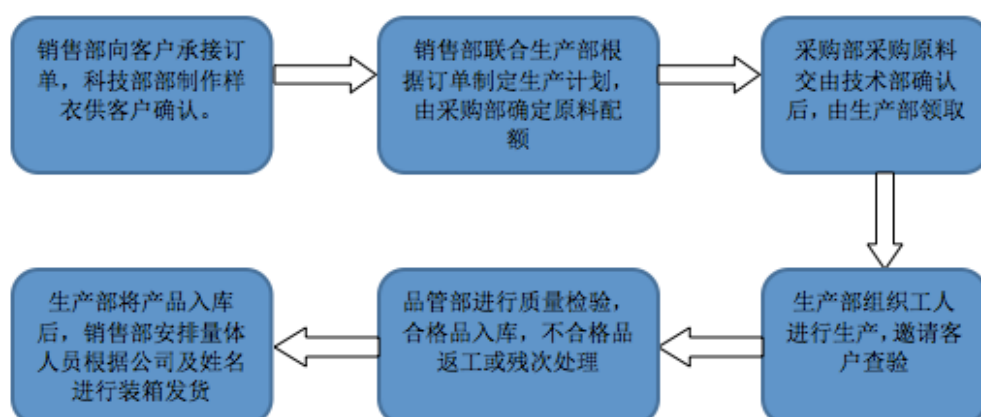 销售部向客户承接订
单，科技部部制作样
衣供客户确认。
销售部联合生产部根
据订单制定生产计划，
由采购部确定原料配
额
采购部采购原料
交由技术部确认
后，由生产部领取
生产部组织工人
进行生产,邀请客
户查验
品管部进行质量检验，
合格品入库，不合格品
返工或残次处理
生产部将产品入库
后，销售部安排量体
人员根据公司及姓名
进行装箱发货